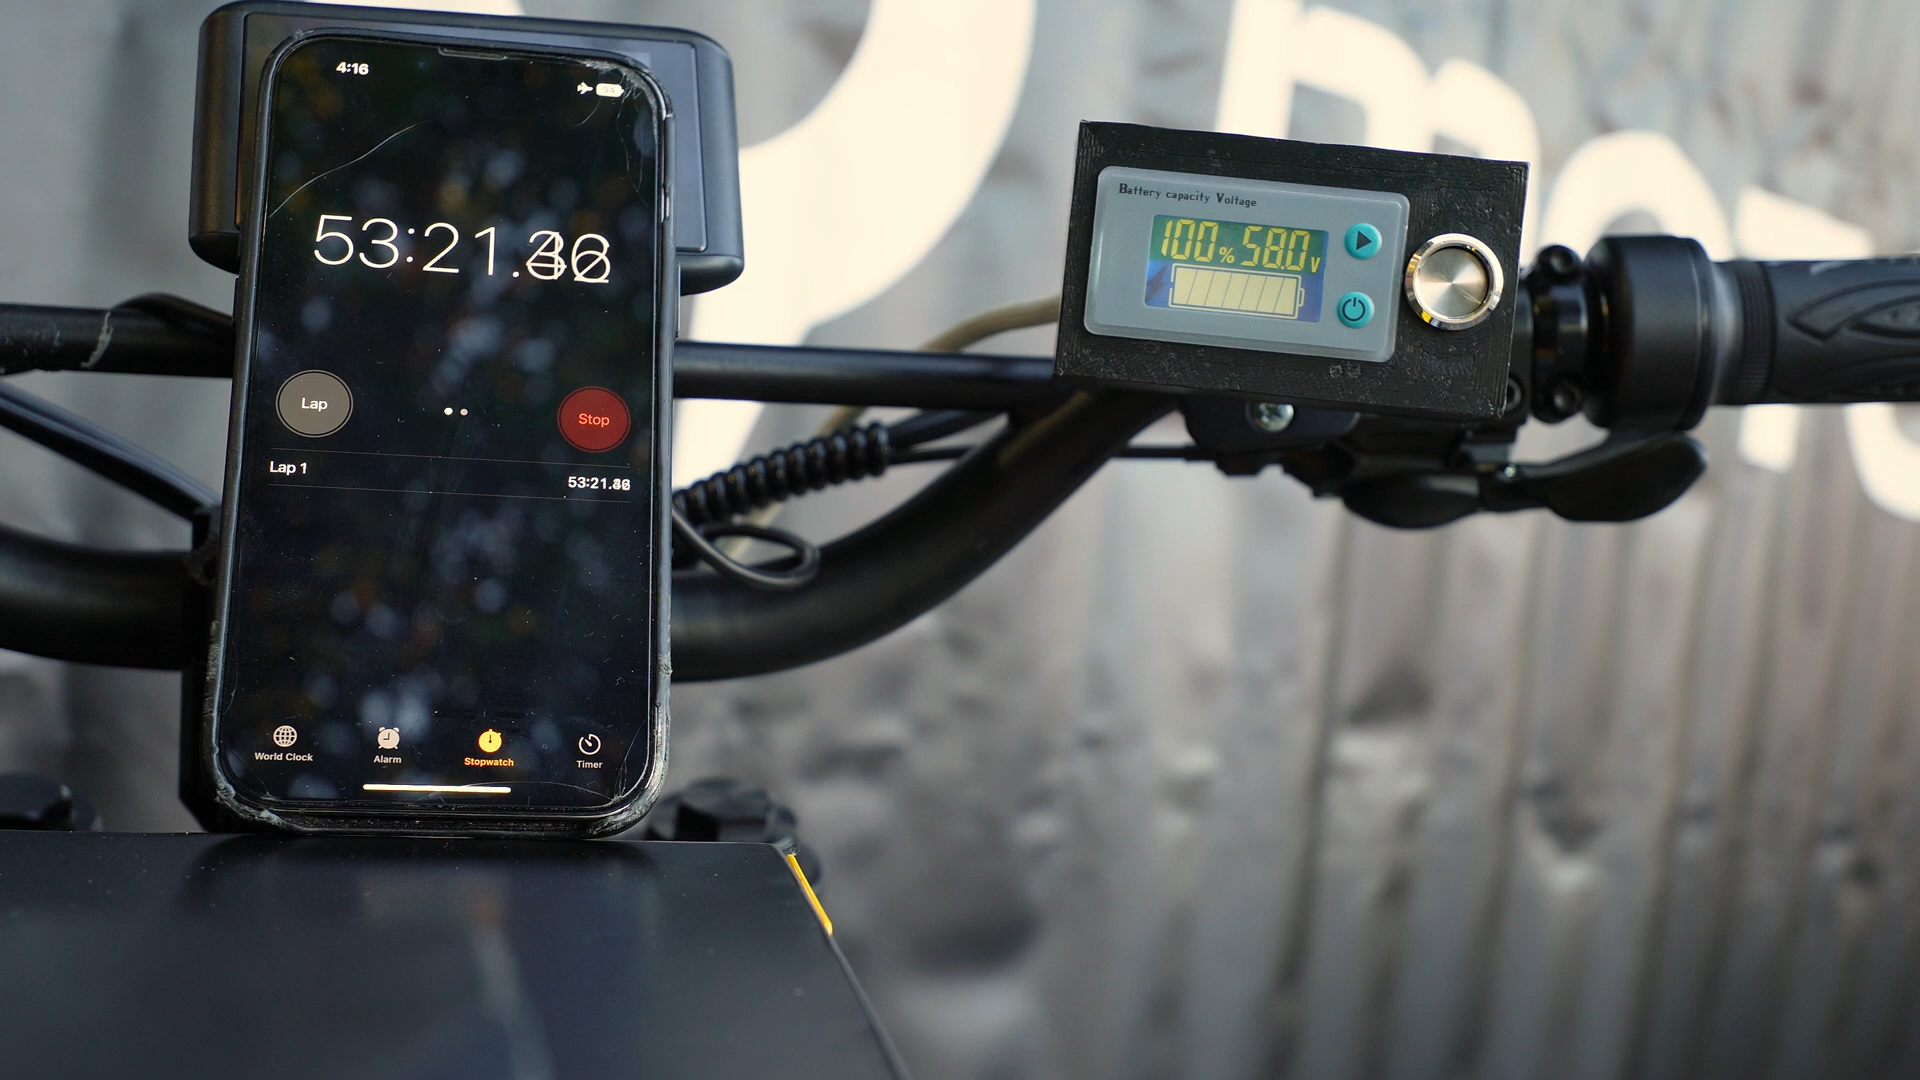 4:16
53:21.
Lap
Stop
Lap 1
53:21.
World Clock
Alarm
Stopwatch
Timer
Battery capacity Voltage
100% 58.0v